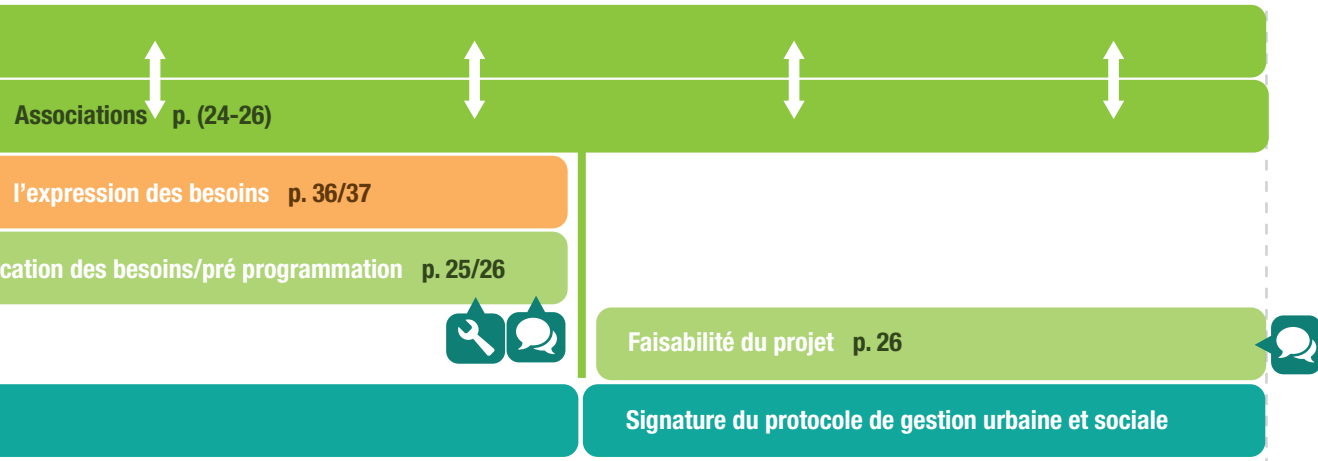 Associations p. (24-26)
l’expression des besoins p. 36/37
cation des besoins/pré programmation p. 25/26
Faisabilité du projet p. 26
Signature du protocole de gestion urbaine et sociale